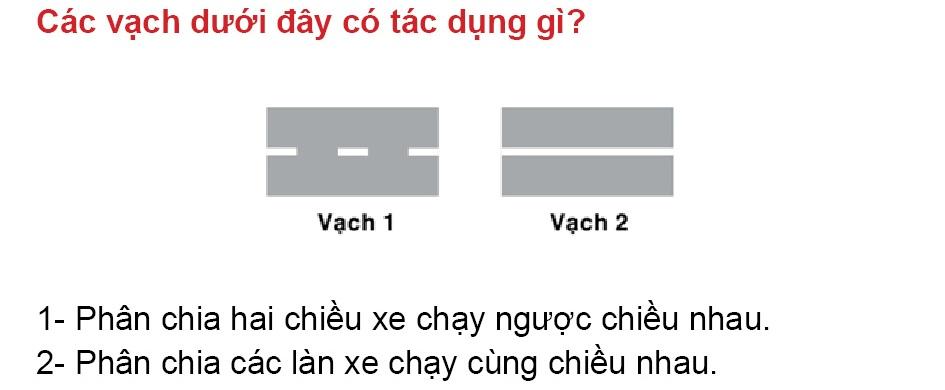 Các vạch dưới đây có tác dụng gì?
Vạch 1 Vạch 2
1- Phân chia hai chiều xe chạy ngược chiều nhau.
2- Phân chia các làn xe chạy cùng chiều nhau.